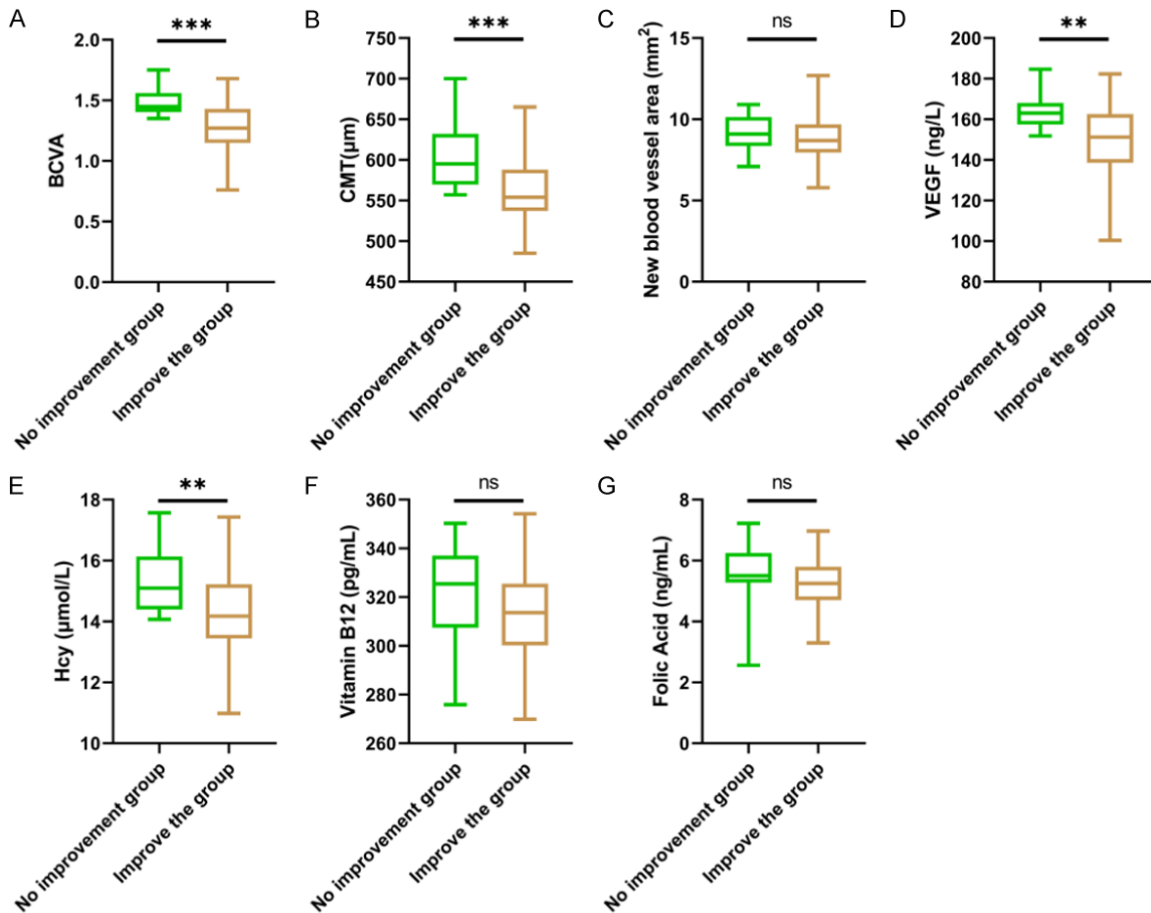 A
***
BCVA
2.0
1.5
1.0
0.5
0.0
No improvement group
Improve the group
B
***
CMT(μm)
750
700
650
600
550
500
450
No improvement group
Improve the group
C
ns
New blood vessel area (mm²)
15
10
5
0
No improvement group
Improve the group
D
**
VEGF (ng/L)
200
180
160
140
120
100
80
No improvement group
Improve the group
E
**
Hcy (μmol/L)
18
16
14
12
10
No improvement group
Improve the group
F
ns
Vitamin B12 (pg/mL)
360
340
320
300
280
260
No improvement group
Improve the group
G
ns
Folic Acid (ng/mL)
8
6
4
2
0
No improvement group
Improve the group